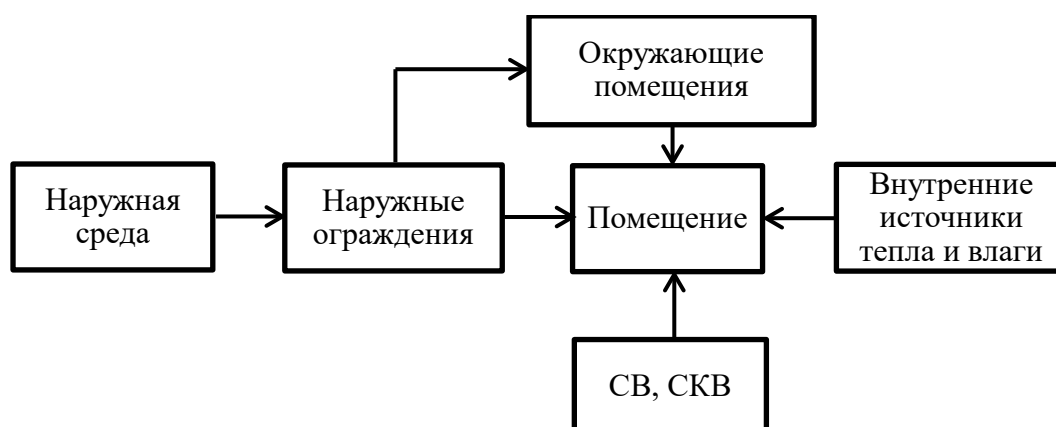 Окружающие
помещения
Наружная
среда
Наружные
ограждения
Помещение
Внутренние
источники
тепла и влаги
СВ, СКВ